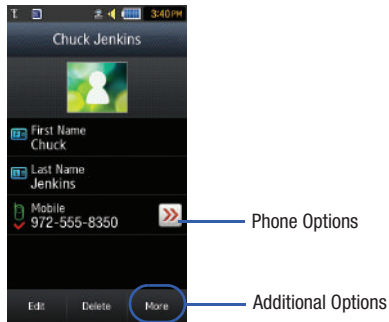 3:40PM
Chuck Jenkins
First Name
Chuck
Last Name
Jenkins
Mobile
972-555-8350
Phone Options
Edit Delete More
Additional Options